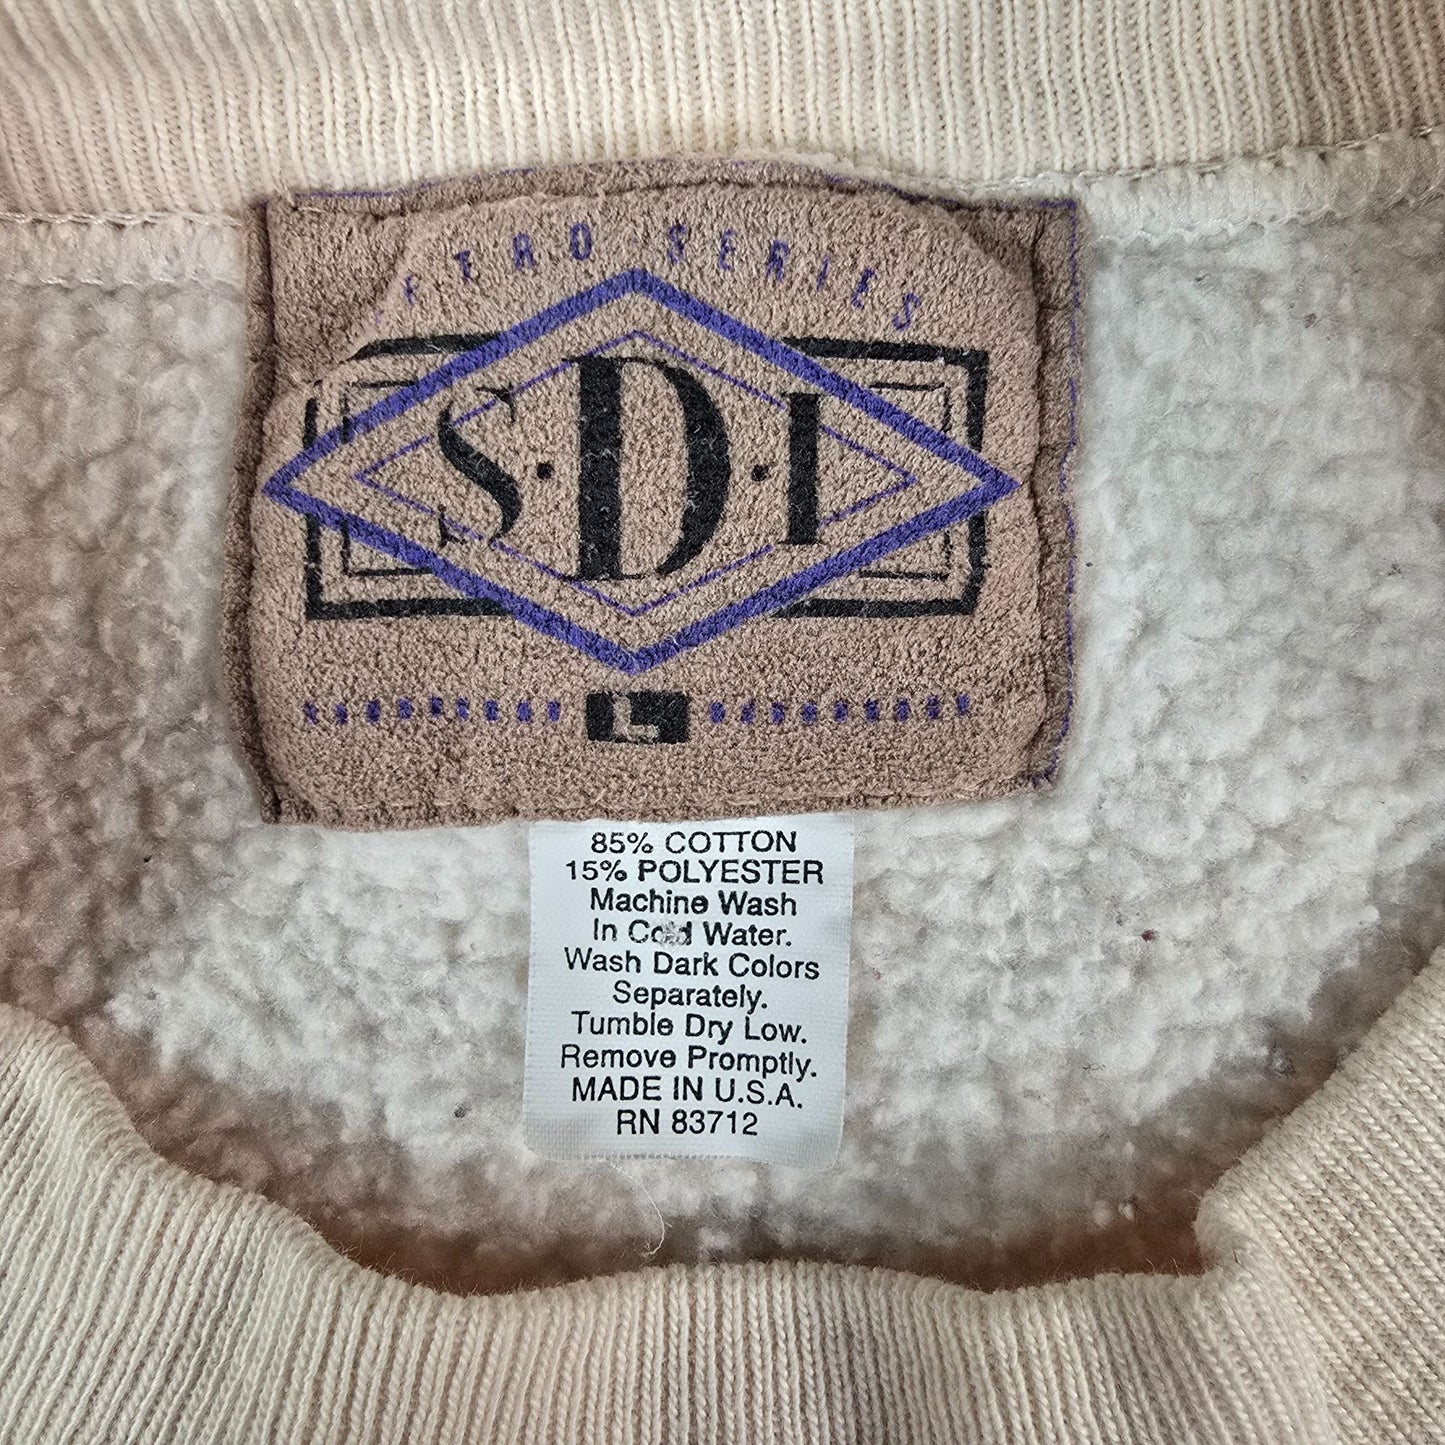 SERIES
S·D·I
L
85% COTTON
15% POLYESTER
Machine Wash
In Cold Water.
Wash Dark Colors
Separately.
Tumble Dry Low.
Remove Promptly.
MADE IN U.S.A.
RN 83712